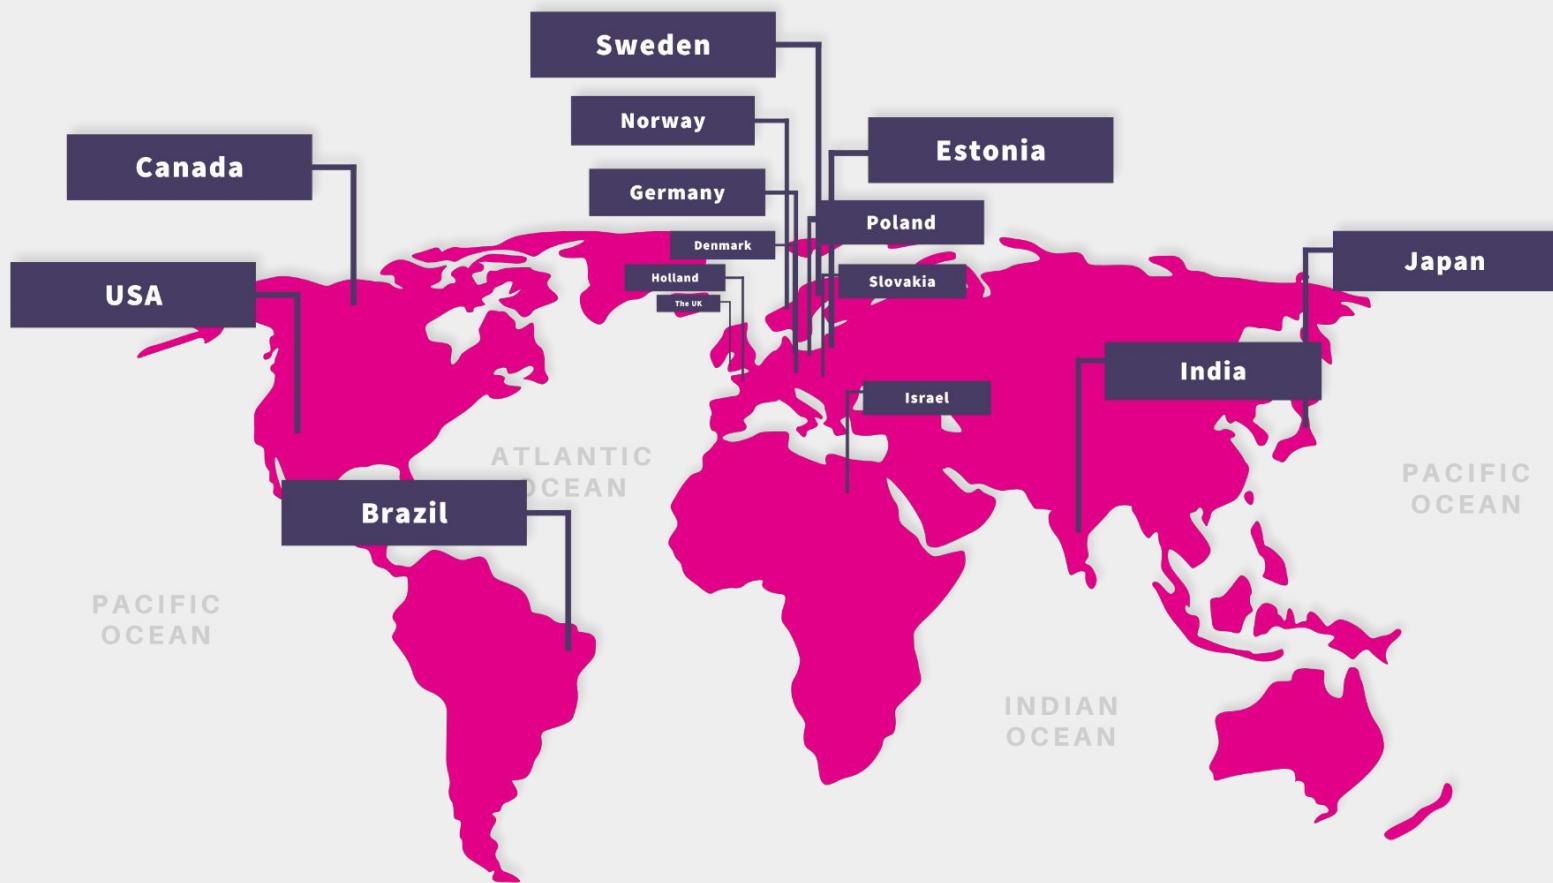 Sweden
Norway
Estonia
Canada
Germany
Poland
Denmark
Japan
Holland
Slovakia
USA
The UK
India
Israel
ATLANTIC
OCEAN
PACIFIC
OCEAN
Brazil
PACIFIC
OCEAN
INDIAN
OCEAN